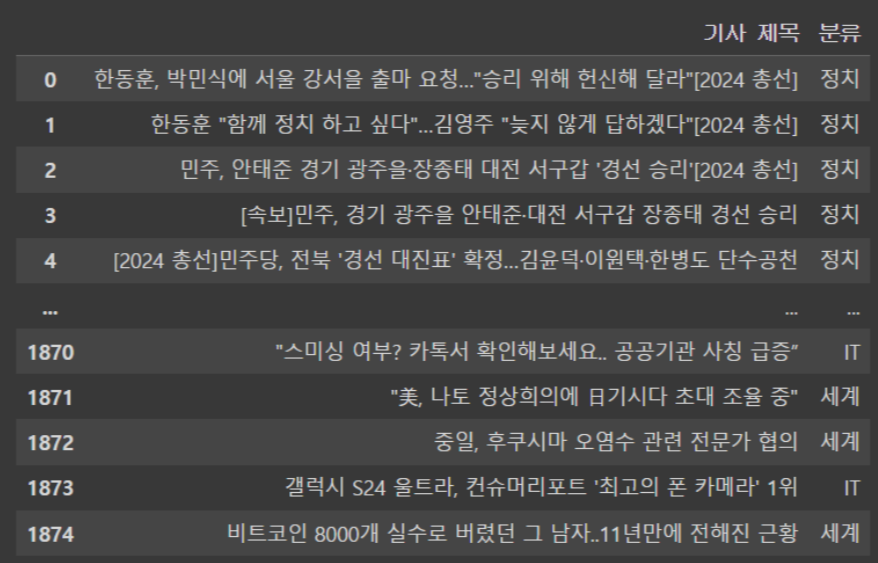 기사 제목 분류
0 한동훈, 박민식에 서울 강서을 출마 요청..."승리 위해 헌신해 달라"[2024 총선] 정치
1 한동훈 "함께 정치 하고 싶다"...김영주 "늦지 않게 답하겠다"[2024 총선] 정치
2 민주, 안태준 경기 광주을·장종태 대전 서구갑 '경선 승리'[2024 총선] 정치
3 [속보]민주, 경기 광주을 안태준·대전 서구갑 장종태 경선 승리 정치
4 [2024 총선]민주당, 전북 '경선 대진표' 확정...김윤덕·이원택·한병도 단수공천 정치
... ... ...
1870 "스미싱 여부? 카톡서 확인해보세요.. 공공기관 사칭 급증” IT
1871 "美, 나토 정상희의에 日기시다 초대 조율 중" 세계
1872 중일, 후쿠시마 오염수 관련 전문가 협의 세계
1873 갤럭시 S24 울트라, 컨슈머리포트 '최고의 폰 카메라' 1위 IT
1874 비트코인 8000개 실수로 버렸던 그 남자..11년만에 전해진 근황 세계